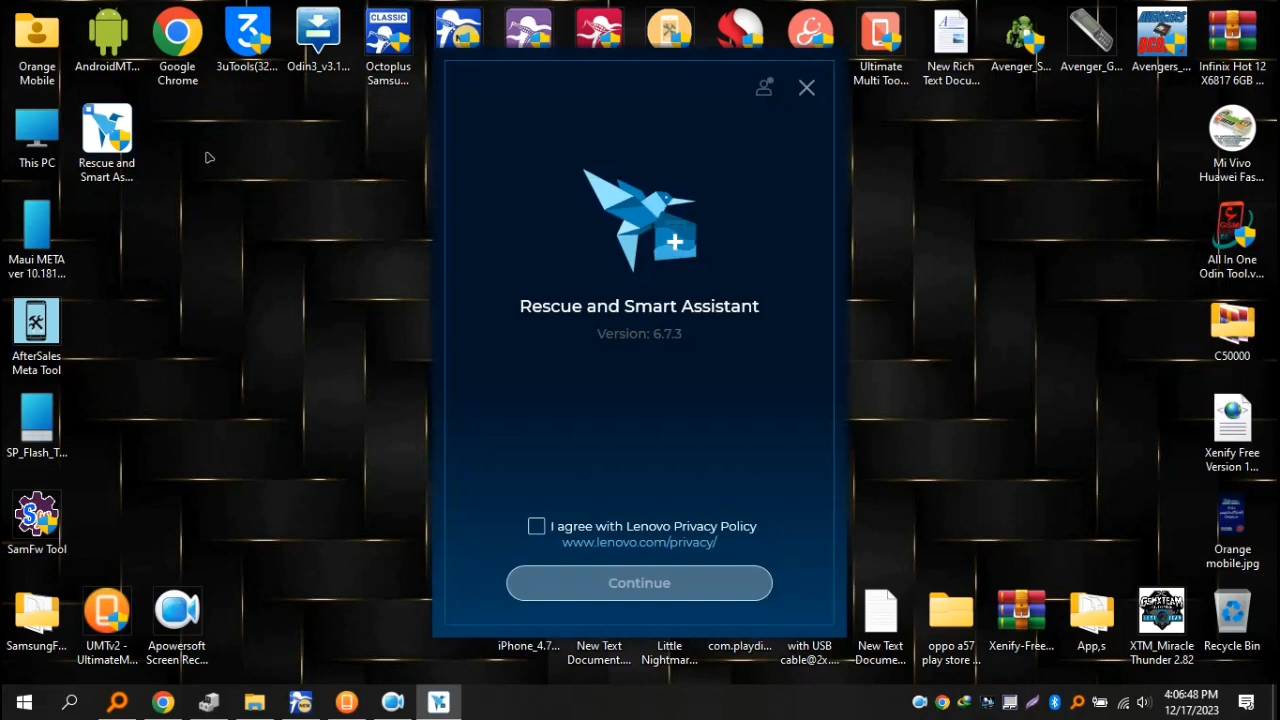 Orange
Mobile
AndroidMT...
Google
Chrome
3uTools(32...
Odin3_v3.1...
CLASSIC
Octoplus
Samsu...
Ultimate
Multi Too...
New Rich
Text Docu...
Avenger_S...
Avenger_G...
Avengers_...
Infinix Hot 12
X6817 6GB ...
This PC
Rescue and
Smart As...
Mi Vivo
Huawei Fas...
Maui META
ver 10.181...
GSM
All In One
Odin Tool.v...
AfterSales
Meta Tool
C50000
SP_Flash_T...
Xenify Free
Version 1...
SamFw Tool
Orange
mobile.jpg
Rescue and Smart Assistant
Version: 6.7.3
I agree with Lenovo Privacy Policy
www.lenovo.com/privacy/
Continue
SamsungF...
UMTv2 -
UltimateM...
Apowersoft
Screen Rec...
iPhone_4.7...
New Text
Document....
Little
Nightmar...
com.playdi...
with USB
cable@2x....
New Text
Docume...
oppo a57
play store ...
Xenify-Free...
App,s
XTM_Miracle
Thunder 2.82
Recycle Bin
4:06:48 PM
12/17/2023